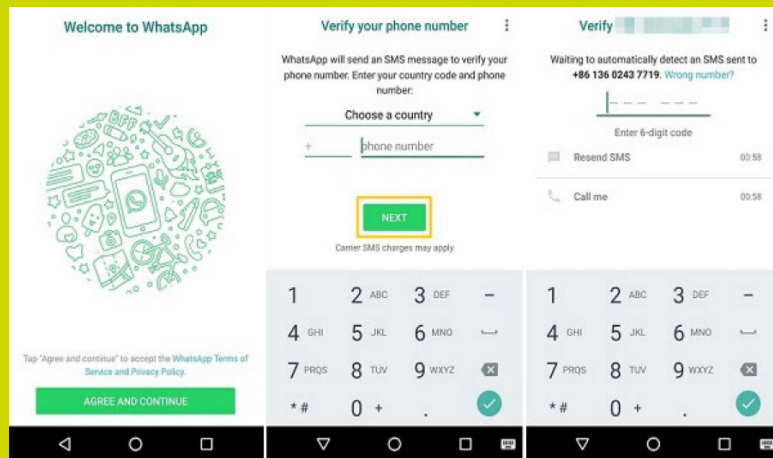 Welcome to WhatsApp
Tap "Agree and continue" to accept the WhatsApp Terms of
Service and Privacy Policy.
AGREE AND CONTINUE
Verify your phone number
WhatsApp will send an SMS message to verify your
phone number. Enter your country code and phone
number:
Choose a country
+ phone number
NEXT
Carrier SMS charges may apply
1 2 ABC 3 DEF –
4 GHI 5 JKL 6 MNO
7 PRQS 8 TUV 9 WXYZ
* # 0 + .
Verify
Waiting to automatically detect an SMS sent to
+86 136 0243 7719. Wrong number?
Enter 6-digit code
Resend SMS 00:58
Call me 00:58
1 2 ABC 3 DEF –
4 GHI 5 JKL 6 MNO
7 PRQS 8 TUV 9 WXYZ
* # 0 + .